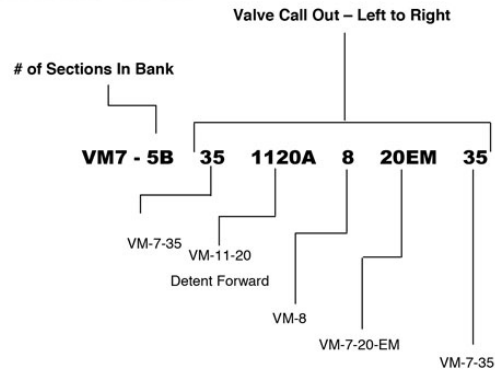 Valve Call Out – Left to Right
# of Sections In Bank
VM7 - 5B 35 1120A 8 20EM 35
VM-7-35
VM-11-20
Detent Forward
VM-8
VM-7-20-EM
VM-7-35